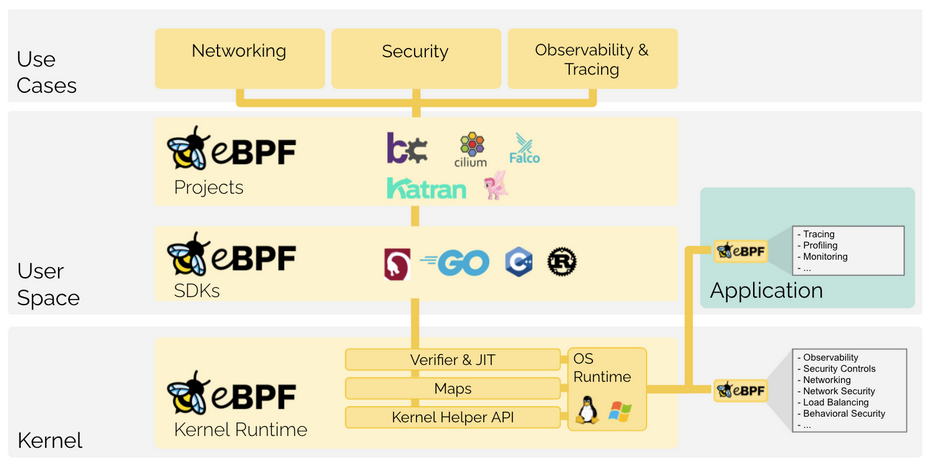 Use
Cases
Networking
Security
Observability &
Tracing
eBPF
Projects
bc
cilium
Falco
Katran
User
Space
eBPF
SDKs
GO
C++
R
eBPF
- Tracing
- Profiling
- Monitoring
- ...
Application
Kernel
eBPF
Kernel Runtime
Verifier & JIT
Maps
Kernel Helper API
OS
Runtime
eBPF
- Observability
- Security Controls
- Networking
- Network Security
- Load Balancing
- Behavioral Security
- ...